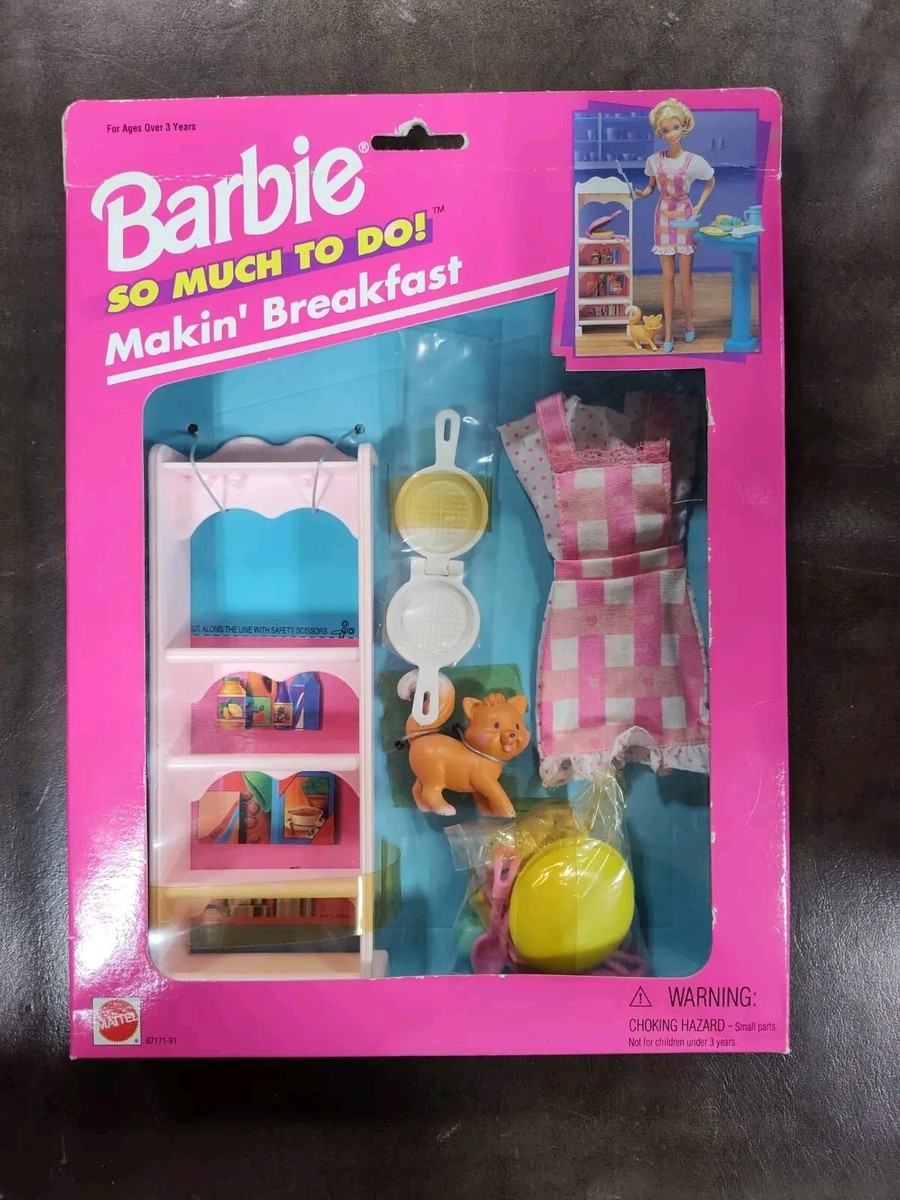 For Ages Over 3 Years
Barbie®
SO MUCH TO DO!™
Makin' Breakfast
UT ALONG THE LINE WITH SAFETY SCISSORS
MATTEL
®
67171-91
⚠ WARNING:
CHOKING HAZARD - Small parts.
Not for children under 3 years.